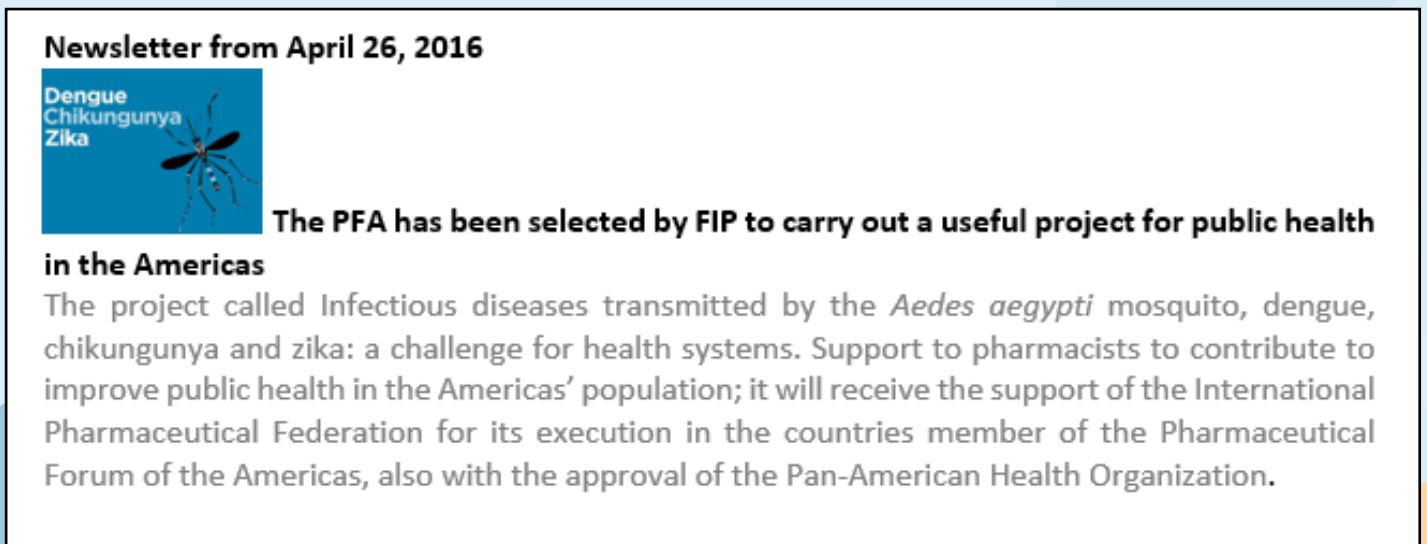 Newsletter from April 26, 2016
Dengue
Chikungunya
Zika
The PFA has been selected by FIP to carry out a useful project for public health
in the Americas
The project called Infectious diseases transmitted by the Aedes aegypti mosquito, dengue,
chikungunya and zika: a challenge for health systems. Support to pharmacists to contribute to
improve public health in the Americas’ population; it will receive the support of the International
Pharmaceutical Federation for its execution in the countries member of the Pharmaceutical
Forum of the Americas, also with the approval of the Pan-American Health Organization.